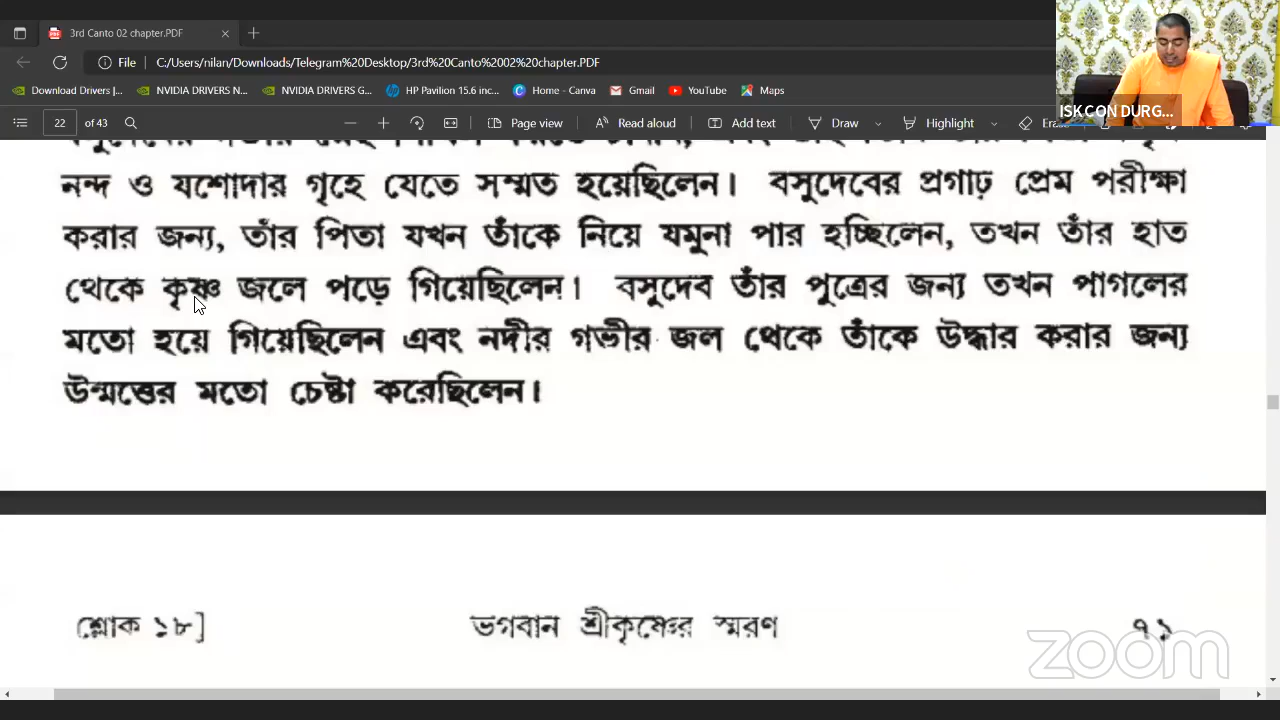 3rd Canto 02 chapter.PDF
File C:/Users/nilan/Downloads/Telegram%20Desktop/3rd%20Canto%2002%20chapter.PDF
Download Drivers |... NVIDIA DRIVERS N... NVIDIA DRIVERS G... HP Pavilion 15.6 inc... Home - Canva Gmail YouTube Maps
ISKCON DURG...
22 of 43 Page view Read aloud Add text Draw Highlight
নন্দ ও যশোদার গৃহে যেতে সম্মত হয়েছিলেন। বসুদেবের প্রগাঢ় প্রেম পরীক্ষা
করার জন্য, তাঁর পিতা যখন তাঁকে নিয়ে যমুনা পার হচ্ছিলেন, তখন তাঁর হাত
থেকে কৃষ্ণ জলে পড়ে গিয়েছিলেন। বসুদেব তাঁর পুত্রের জন্য তখন পাগলের
মতো হয়ে গিয়েছিলেন এবং নদীর গভীর জল থেকে তাঁকে উদ্ধার করার জন্য
উন্মত্তের মতো চেষ্টা করেছিলেন।
শ্লোক ১৮] ভগবান শ্রীকৃষ্ণের স্মরণ ৭১
zoom